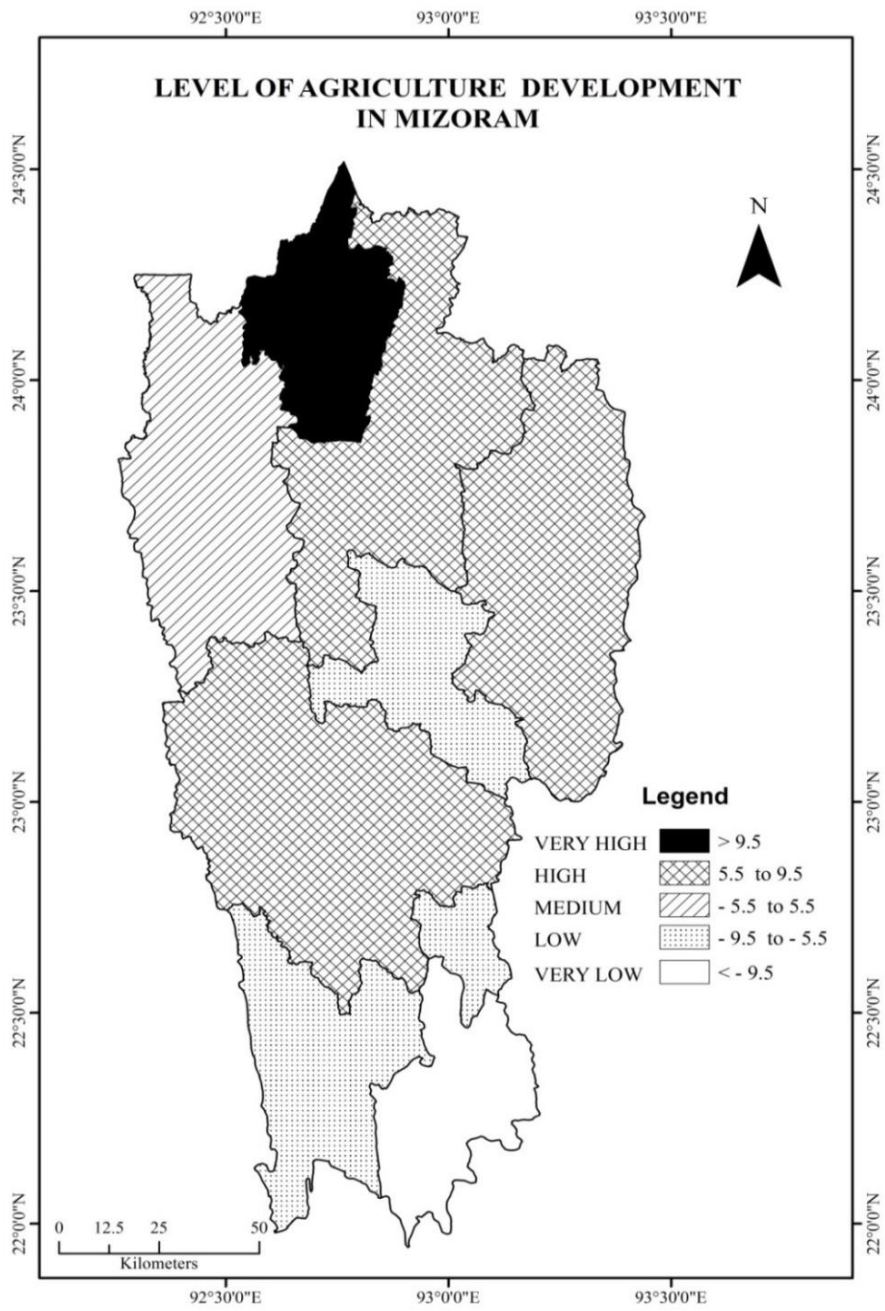 92°30'0"E 93°0'0"E 93°30'0"E
LEVEL OF AGRICULTURE DEVELOPMENT
IN MIZORAM
N
24°30'0"N 24°30'0"N
24°0'0"N 24°0'0"N
23°30'0"N 23°30'0"N
23°0'0"N 23°0'0"N
Legend
VERY HIGH > 9.5
HIGH 5.5 to 9.5
MEDIUM - 5.5 to 5.5
LOW - 9.5 to - 5.5
VERY LOW < - 9.5
22°30'0"N 22°30'0"N
22°0'0"N 22°0'0"N
0 12.5 25 50
Kilometers
92°30'0"E 93°0'0"E 93°30'0"E